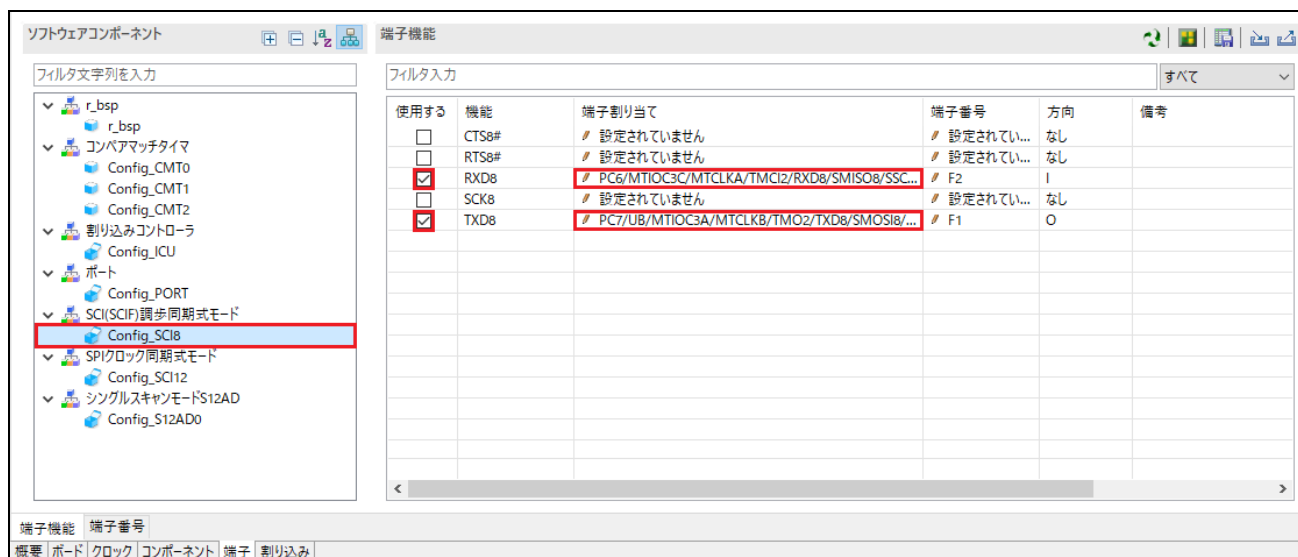 ソフトウェアコンポーネント
フィルタ文字列を入力
r_bsp
r_bsp
コンペアマッチタイマ
Config_CMT0
Config_CMT1
Config_CMT2
割り込みコントローラ
Config_ICU
ポート
Config_PORT
SCI(SCIF)調歩同期式モード
Config_SCI8
SPIクロック同期式モード
Config_SCI12
シングルスキャンモードS12AD
Config_S12AD0
端子機能
フィルタ入力 すべて
使用する 機能 端子割り当て 端子番号 方向 備考
CTS8# 設定されていません 設定されてい... なし
RTS8# 設定されていません 設定されてい... なし
RXD8 PC6/MTIOC3C/MTCLKA/TMCI2/RXD8/SMISO8/SSC... F2 I
SCK8 設定されていません 設定されてい... なし
TXD8 PC7/UB/MTIOC3A/MTCLKB/TMO2/TXD8/SMOSI8/... F1 O
端子機能 端子番号
概要 ボード クロック コンポーネント 端子 割り込み